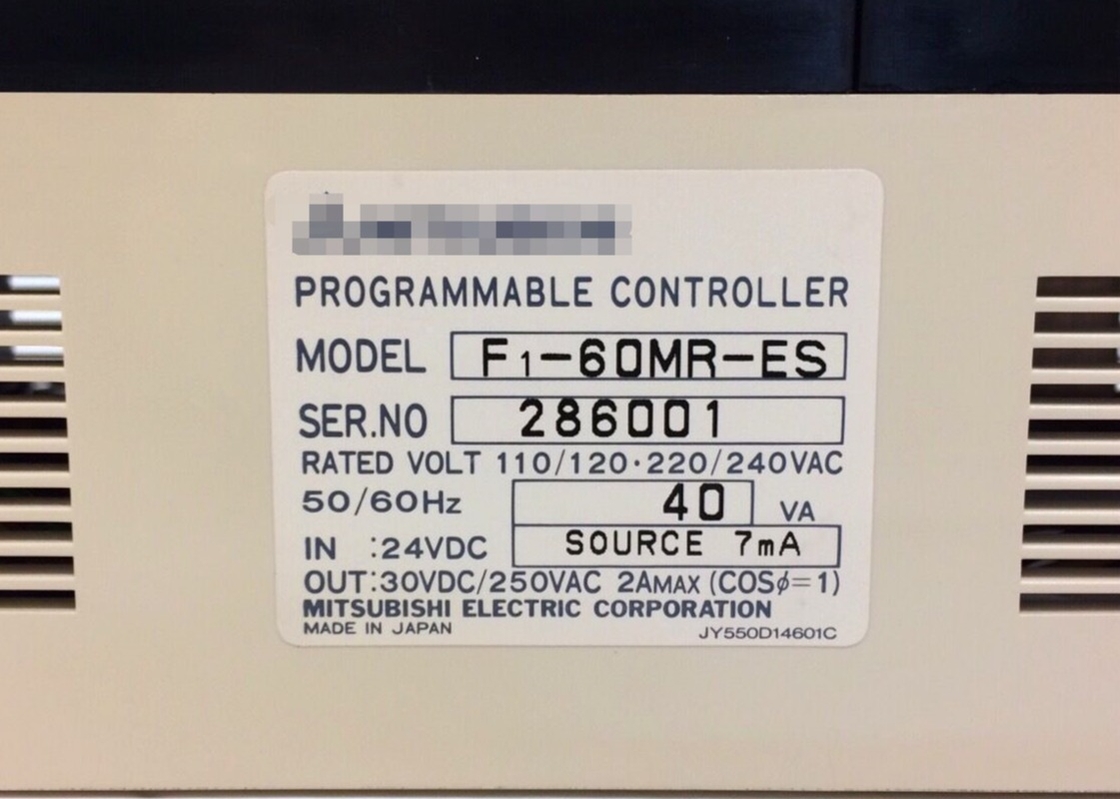 PROGRAMMABLE CONTROLLER
MODEL F1-60MR-ES
SER.NO 286001
RATED VOLT 110/120·220/240VAC
50/60Hz 40 VA
IN :24VDC SOURCE 7mA
OUT:30VDC/250VAC 2AMAX (COSφ=1)
MITSUBISHI ELECTRIC CORPORATION
MADE IN JAPAN JY550D14601C